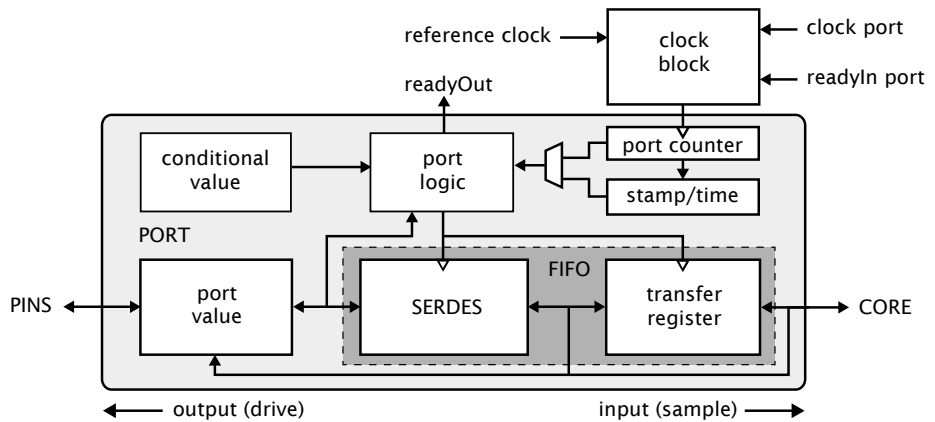 reference clock
clock
block
clock port
readyIn port
readyOut
conditional
value
port
logic
port counter
stamp/time
PORT
FIFO
PINS
port
value
SERDES
transfer
register
CORE
output (drive)
input (sample)